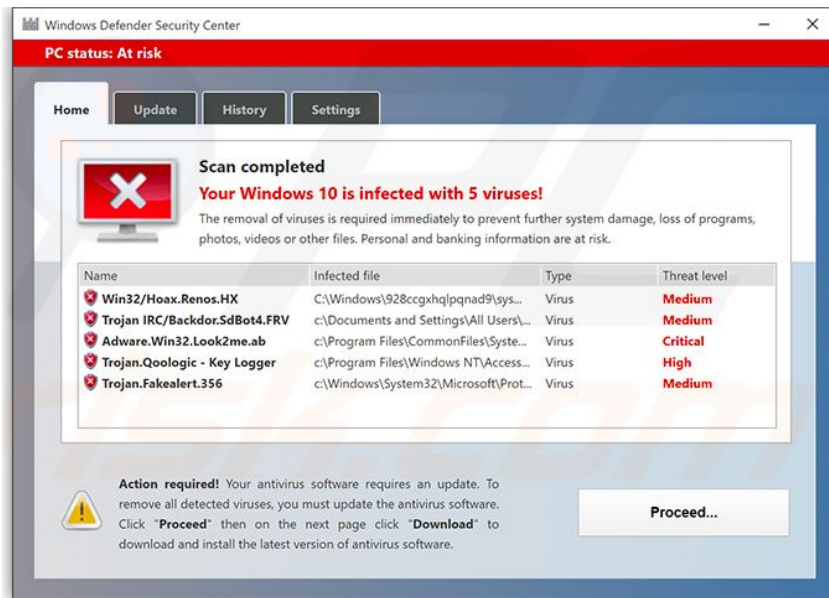 Windows Defender Security Center
PC status: At risk
Home Update History Settings
Scan completed
Your Windows 10 is infected with 5 viruses!
The removal of viruses is required immediately to prevent further system damage, loss of programs,
photos, videos or other files. Personal and banking information are at risk.
Name Infected file Type Threat level
Win32/Hoax.Renos.HX C:\Windows\928ccgxhqlpqnad9\sys... Virus Medium
Trojan IRC/Backdor.SdBot4.FRV c:\Documents and Settings\All Users\... Virus Medium
Adware.Win32.Look2me.ab c:\Program Files\CommonFiles\Syste... Virus Critical
Trojan.Qoologic - Key Logger c:\Program Files\Windows NT\Access... Virus High
Trojan.Fakealert.356 c:\Windows\System32\Microsoft\Prot... Virus Medium
Action required! Your antivirus software requires an update. To
remove all detected viruses, you must update the antivirus software.
Click "Proceed" then on the next page click "Download" to
download and install the latest version of antivirus software.
Proceed...